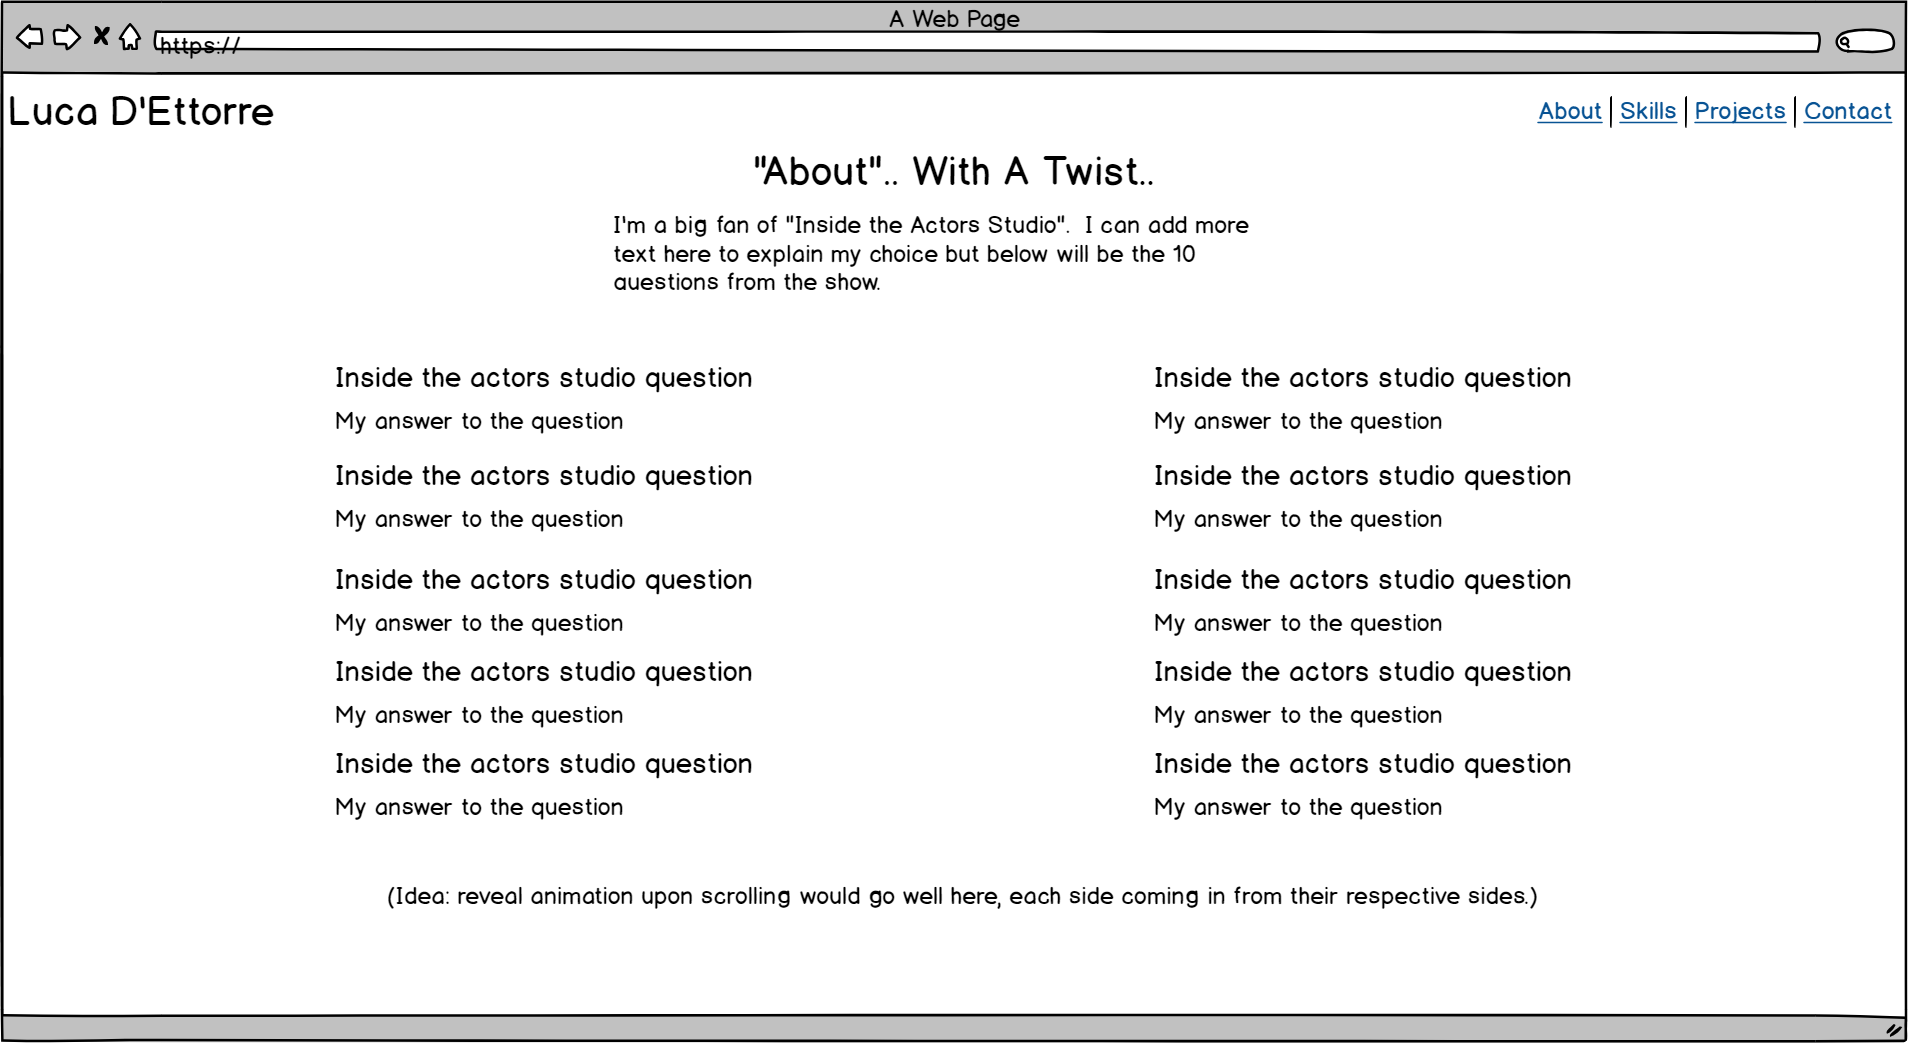 A Web Page
https://
Luca D'Ettorre
About | Skills | Projects | Contact
"About".. With A Twist..
I'm a big fan of "Inside the Actors Studio".  I can add more
text here to explain my choice but below will be the 10
questions from the show.
Inside the actors studio question
My answer to the question
Inside the actors studio question
My answer to the question
Inside the actors studio question
My answer to the question
Inside the actors studio question
My answer to the question
Inside the actors studio question
My answer to the question
Inside the actors studio question
My answer to the question
Inside the actors studio question
My answer to the question
Inside the actors studio question
My answer to the question
Inside the actors studio question
My answer to the question
Inside the actors studio question
My answer to the question
(Idea: reveal animation upon scrolling would go well here, each side coming in from their respective sides.)